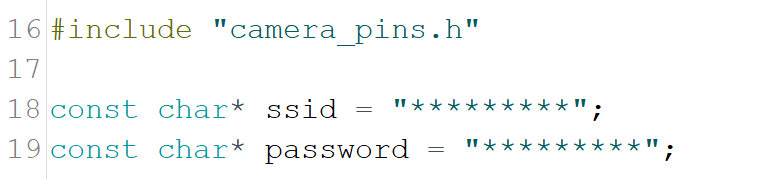 16 #include "camera_pins.h"
17
18 const char* ssid = "*********";
19 const char* password = "*********";